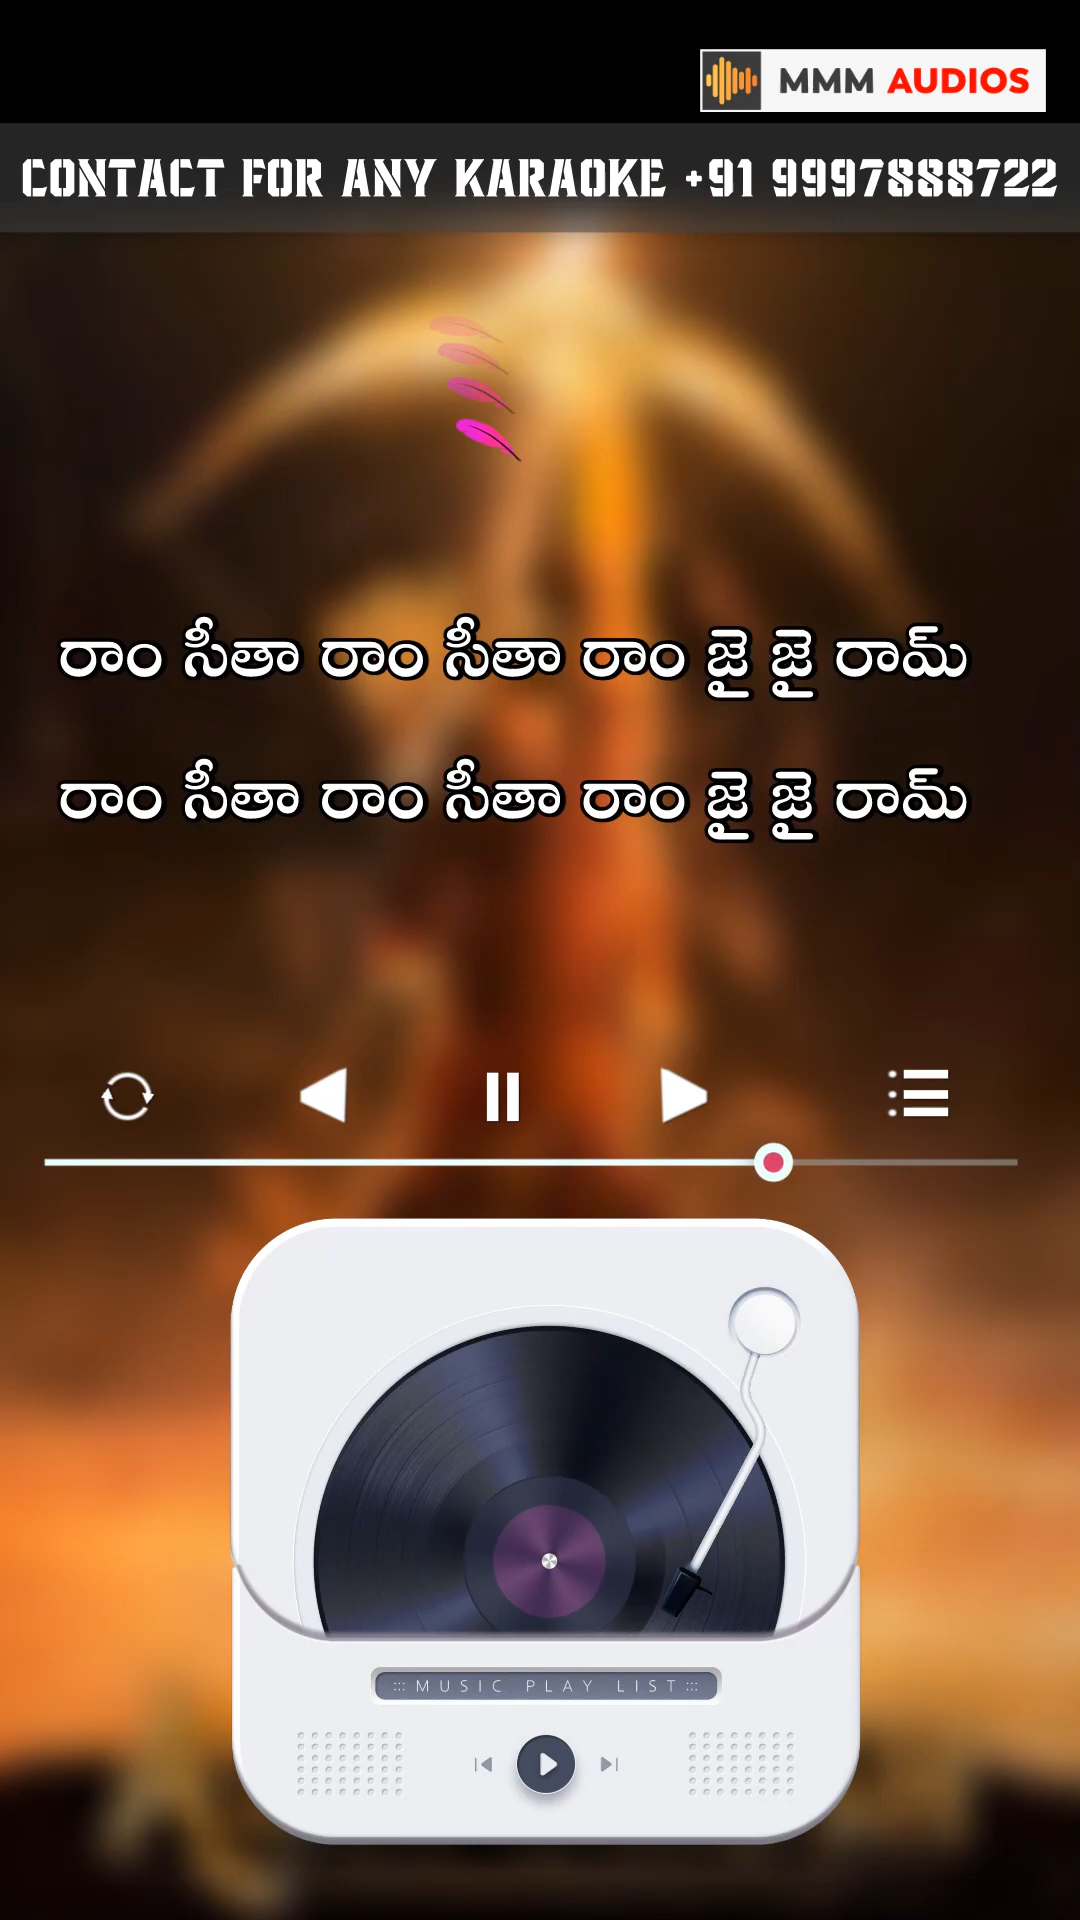 MMM AUDIOS
CONTACT FOR ANY KARAOKE +91 9997888722
రాం సీతా రాం సీతా రాం జై జై రామ్
రాం సీతా రాం సీతా రాం జై జై రామ్
::: MUSIC PLAY LIST :::